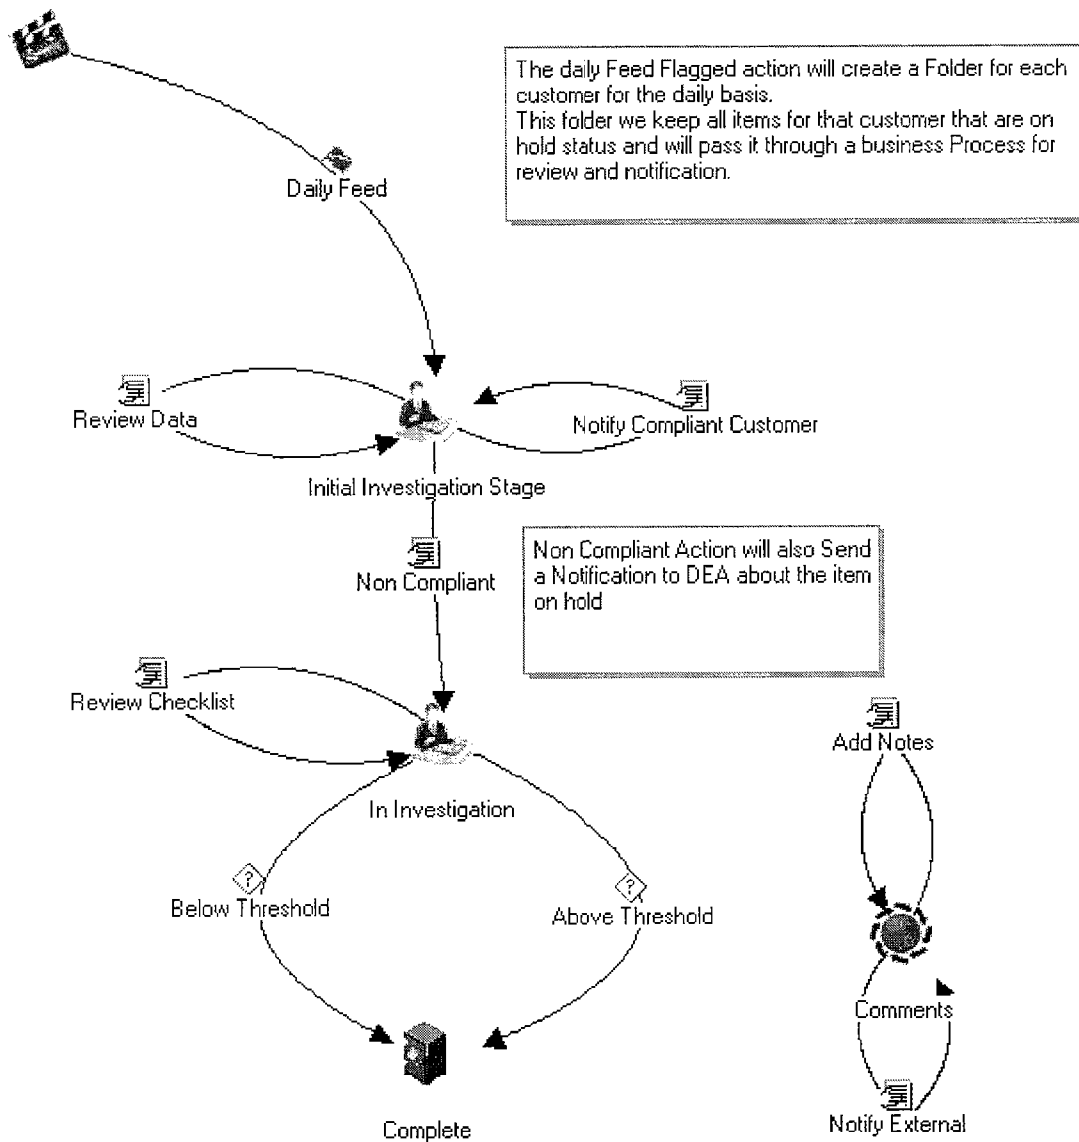 The daily Feed Flagged action will create a Folder for each
customer for the daily basis.
This folder we keep all items for that customer that are on
hold status and will pass it through a business Process for
review and notification.
Daily Feed
Review Data
Notify Compliant Customer
Initial Investigation Stage
Non Compliant Action will also Send
a Notification to DEA about the item
on hold
Non Compliant
Review Checklist
Add Notes
In Investigation
?
Below Threshold
?
Above Threshold
Comments
Notify External
Complete